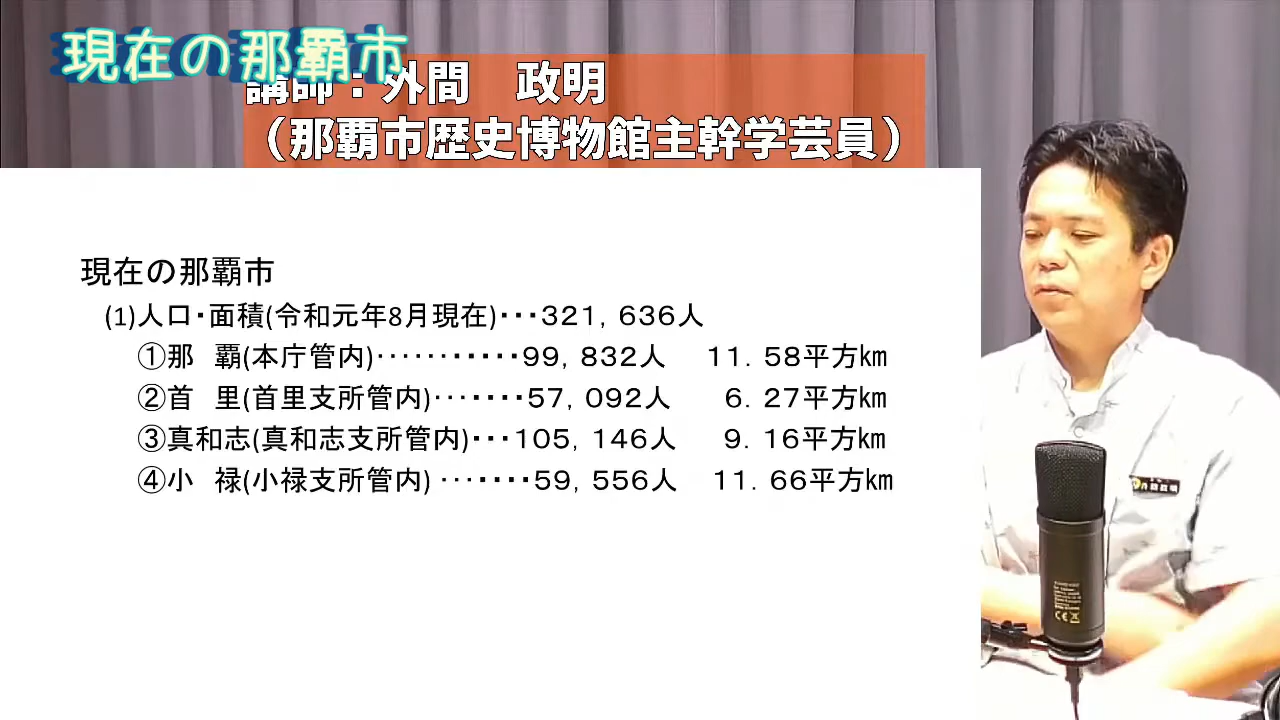 現在の那覇市
講師：外間　政明
（那覇市歴史博物館主幹学芸員）
現在の那覇市
(1)人口・面積(令和元年8月現在)・・・３２１，６３６人
①那　覇(本庁管内)・・・・・・・・・・・９９，８３２人　１１．５８平方㎞
②首　里(首里支所管内)・・・・・・・５７，０９２人　６．２７平方㎞
③真和志(真和志支所管内)・・・１０５，１４６人　９．１６平方㎞
④小　禄(小禄支所管内) ・・・・・・・５９，５５６人　１１．６６平方㎞